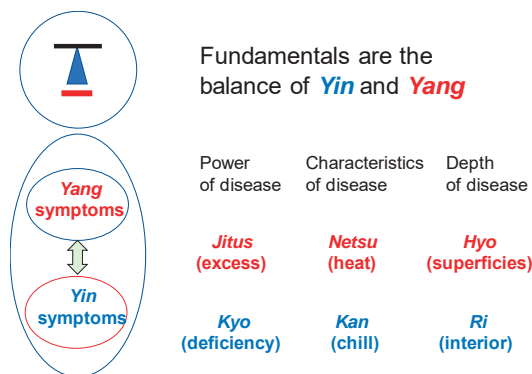 Fundamentals are the
balance of Yin and Yang
Power
of disease
Characteristics
of disease
Depth
of disease
Yang
symptoms
Jitus
(excess)
Netsu
(heat)
Hyo
(superficies)
Yin
symptoms
Kyo
(deficiency)
Kan
(chill)
Ri
(interior)